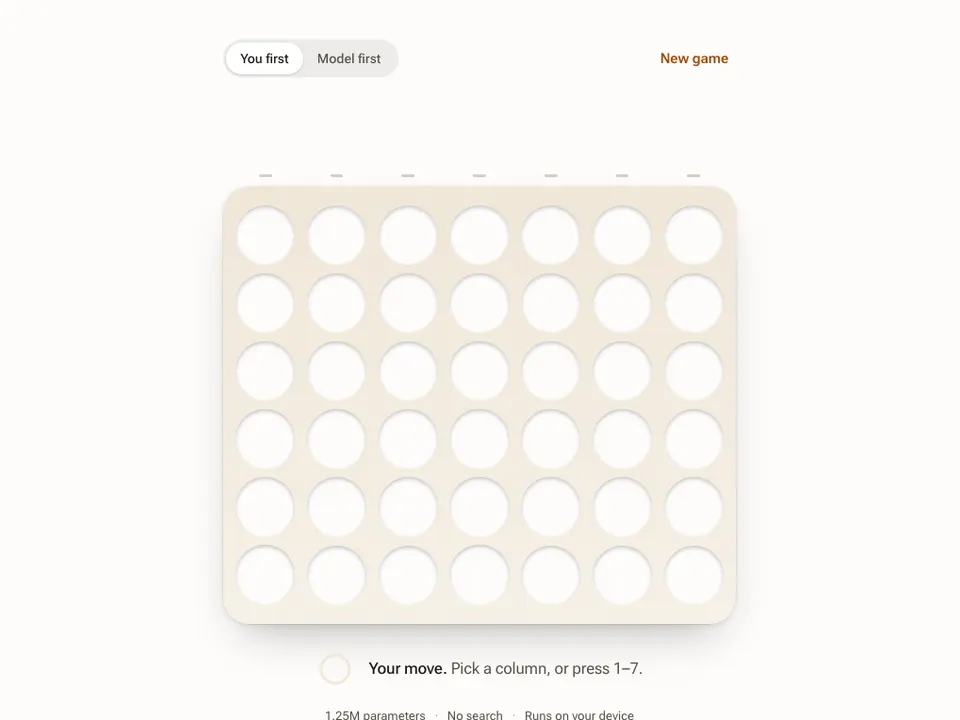 You first Model first New game
Your move. Pick a column, or press 1–7.
1.25M parameters · No search · Runs on your device